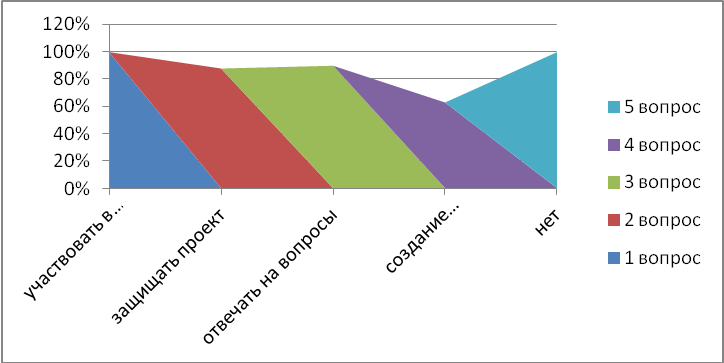 120%
100%
80%
60%
40%
20%
0%
участвовать в...
защищать проект
отвечать на вопросы
создание...
нет
5 вопрос
4 вопрос
3 вопрос
2 вопрос
1 вопрос